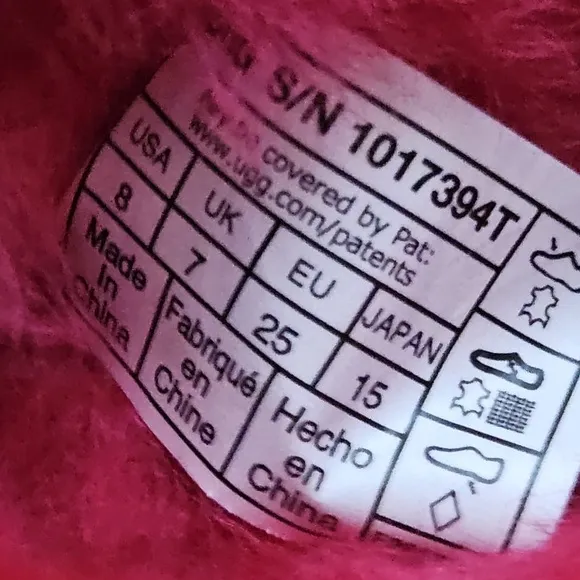 S/N 1017394T
covered by Pat:
www.ugg.com/patents
USA UK EU JAPAN
8 7 25 15
Made
In
China
Fabriqué
en
Chine
Hecho
en
China